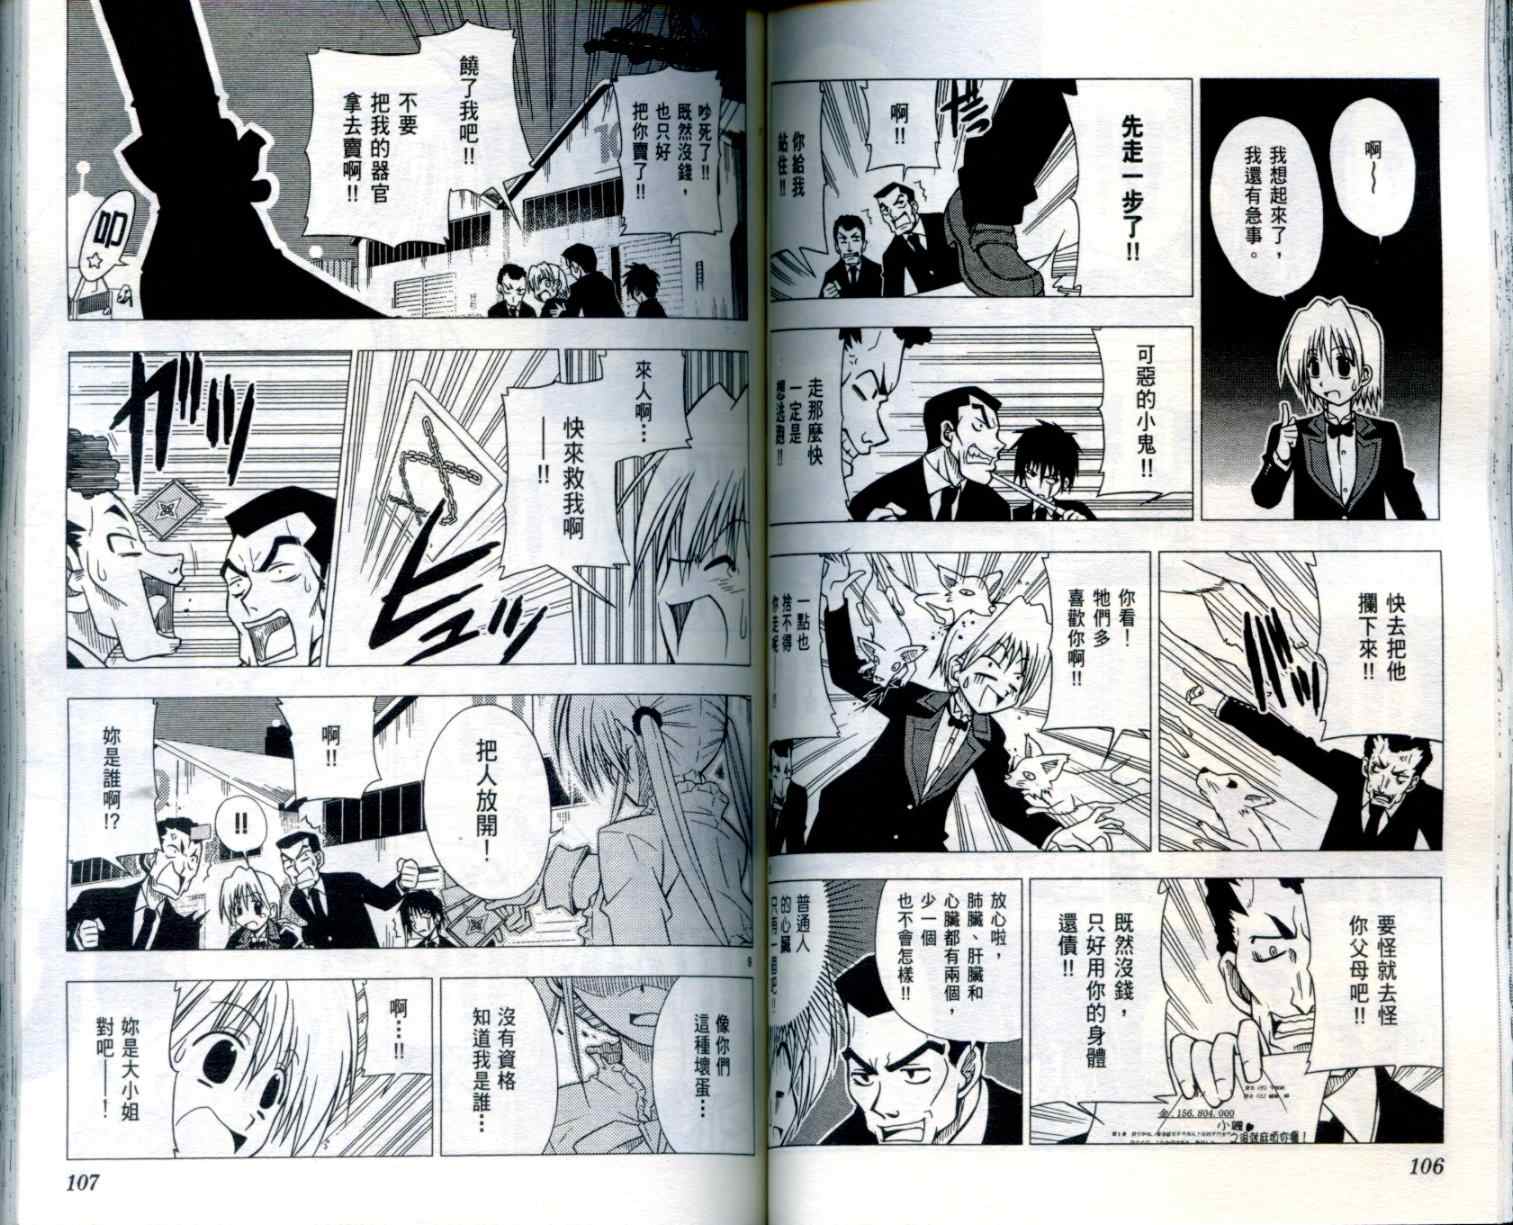 啊～
我想起來了，
我還有急事。
先走一步了!!
啊!!
你給我
站住!!
可惡的小鬼!!
走那麼快
一定是
想逃跑!!
快去把他
攔下來!!
你看！
牠們多
喜歡你啊!!
一點也
捨不得
你走呢!!
要怪就去怪
你父母吧!!
既然沒錢，
只好用你的身體
還債!!
金.156.804.000
放心啦，
肺臟、肝臟和
心臟都有兩個，
少一個
也不會怎樣!!
普通人
的心臟
只有一個吧!!
106
吵死了!!
既然沒錢，
也只好
把你賣了!!
饒了我吧!!
不要
把我的器官
拿去賣啊!!
叩
☆
來人啊…
快來救我啊
——!!
ビュッ
ガガッ
把人放開！
啊!!
!!
妳是誰啊!?
像你們
這種壞蛋…
沒有資格
知道我是誰…
啊…!!
妳是大小姐
對吧——！
107